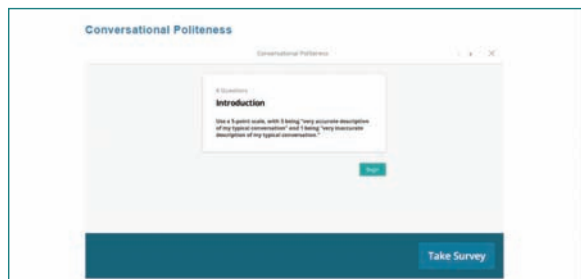 Conversational Politeness
Conversational Politeness
8 Questions
Introduction
Use a 5-point scale, with 5 being "very accurate description
of my typical conversation" and 1 being "very inaccurate
description of my typical conversation."
Take Survey